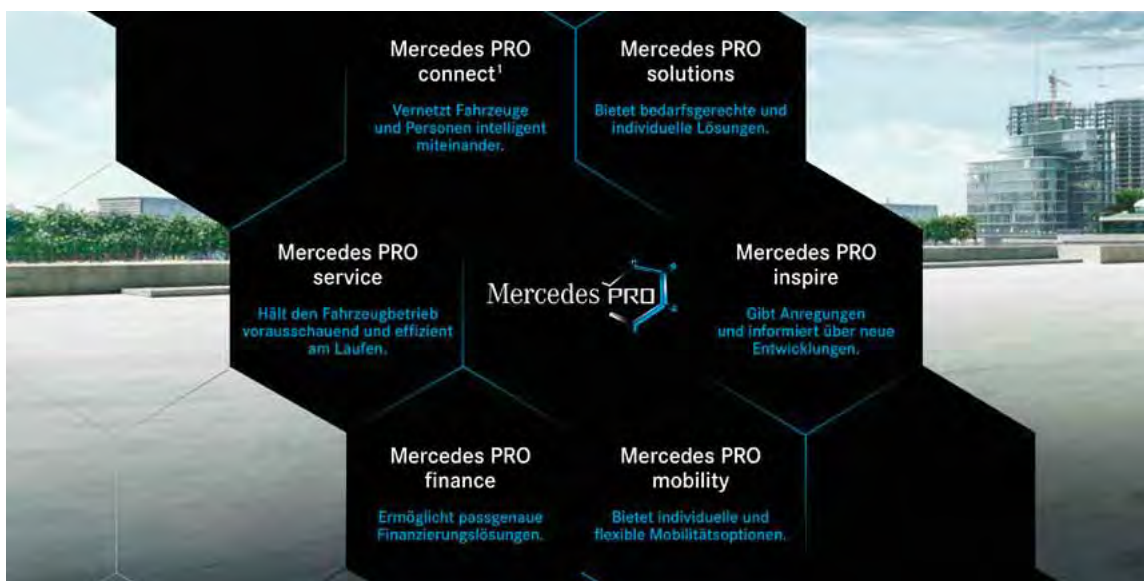 Mercedes PRO
connect¹
Vernetzt Fahrzeuge
und Personen intelligent
miteinander.
Mercedes PRO
solutions
Bietet bedarfsgerechte und
individuelle Lösungen.
Mercedes PRO
service
Hält den Fahrzeugbetrieb
vorausschauend und effizient
am Laufen.
Mercedes PRO
Mercedes PRO
inspire
Gibt Anregungen
und informiert über neue
Entwicklungen.
Mercedes PRO
finance
Ermöglicht passgenaue
Finanzierungslösungen.
Mercedes PRO
mobility
Bietet individuelle und
flexible Mobilitätsoptionen.